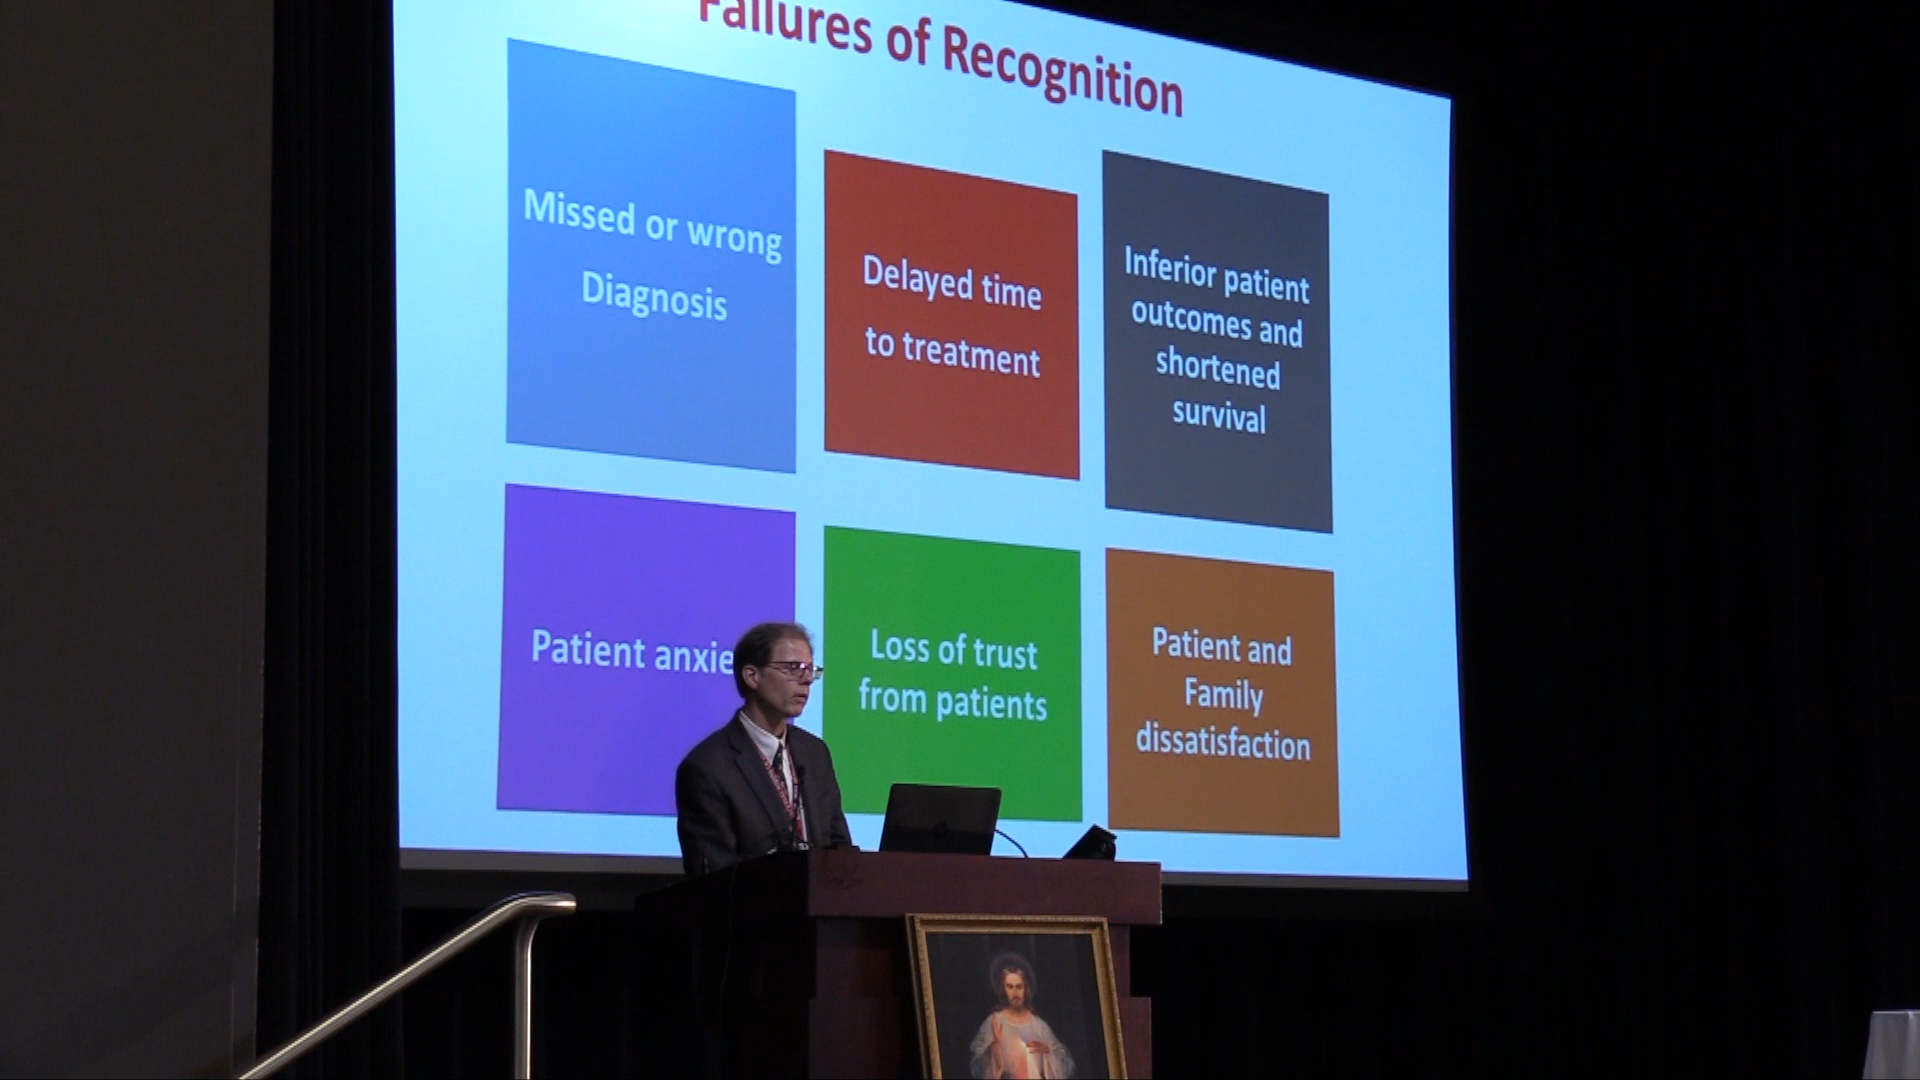 Failures of Recognition
Missed or wrong
Diagnosis
Delayed time
to treatment
Inferior patient
outcomes and
shortened
survival
Patient
Loss of trust
from patients
Patient and
Family
dissatisfaction